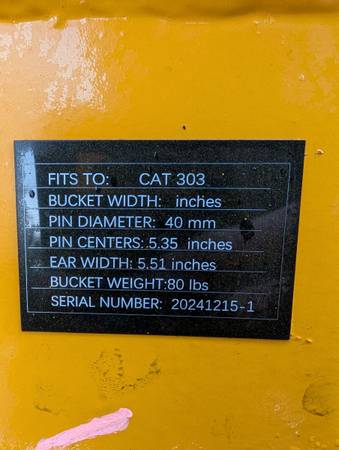 FITS TO: CAT 303
BUCKET WIDTH: inches
PIN DIAMETER: 40 mm
PIN CENTERS: 5.35 inches
EAR WIDTH: 5.51 inches
BUCKET WEIGHT:80 lbs
SERIAL NUMBER: 20241215-1